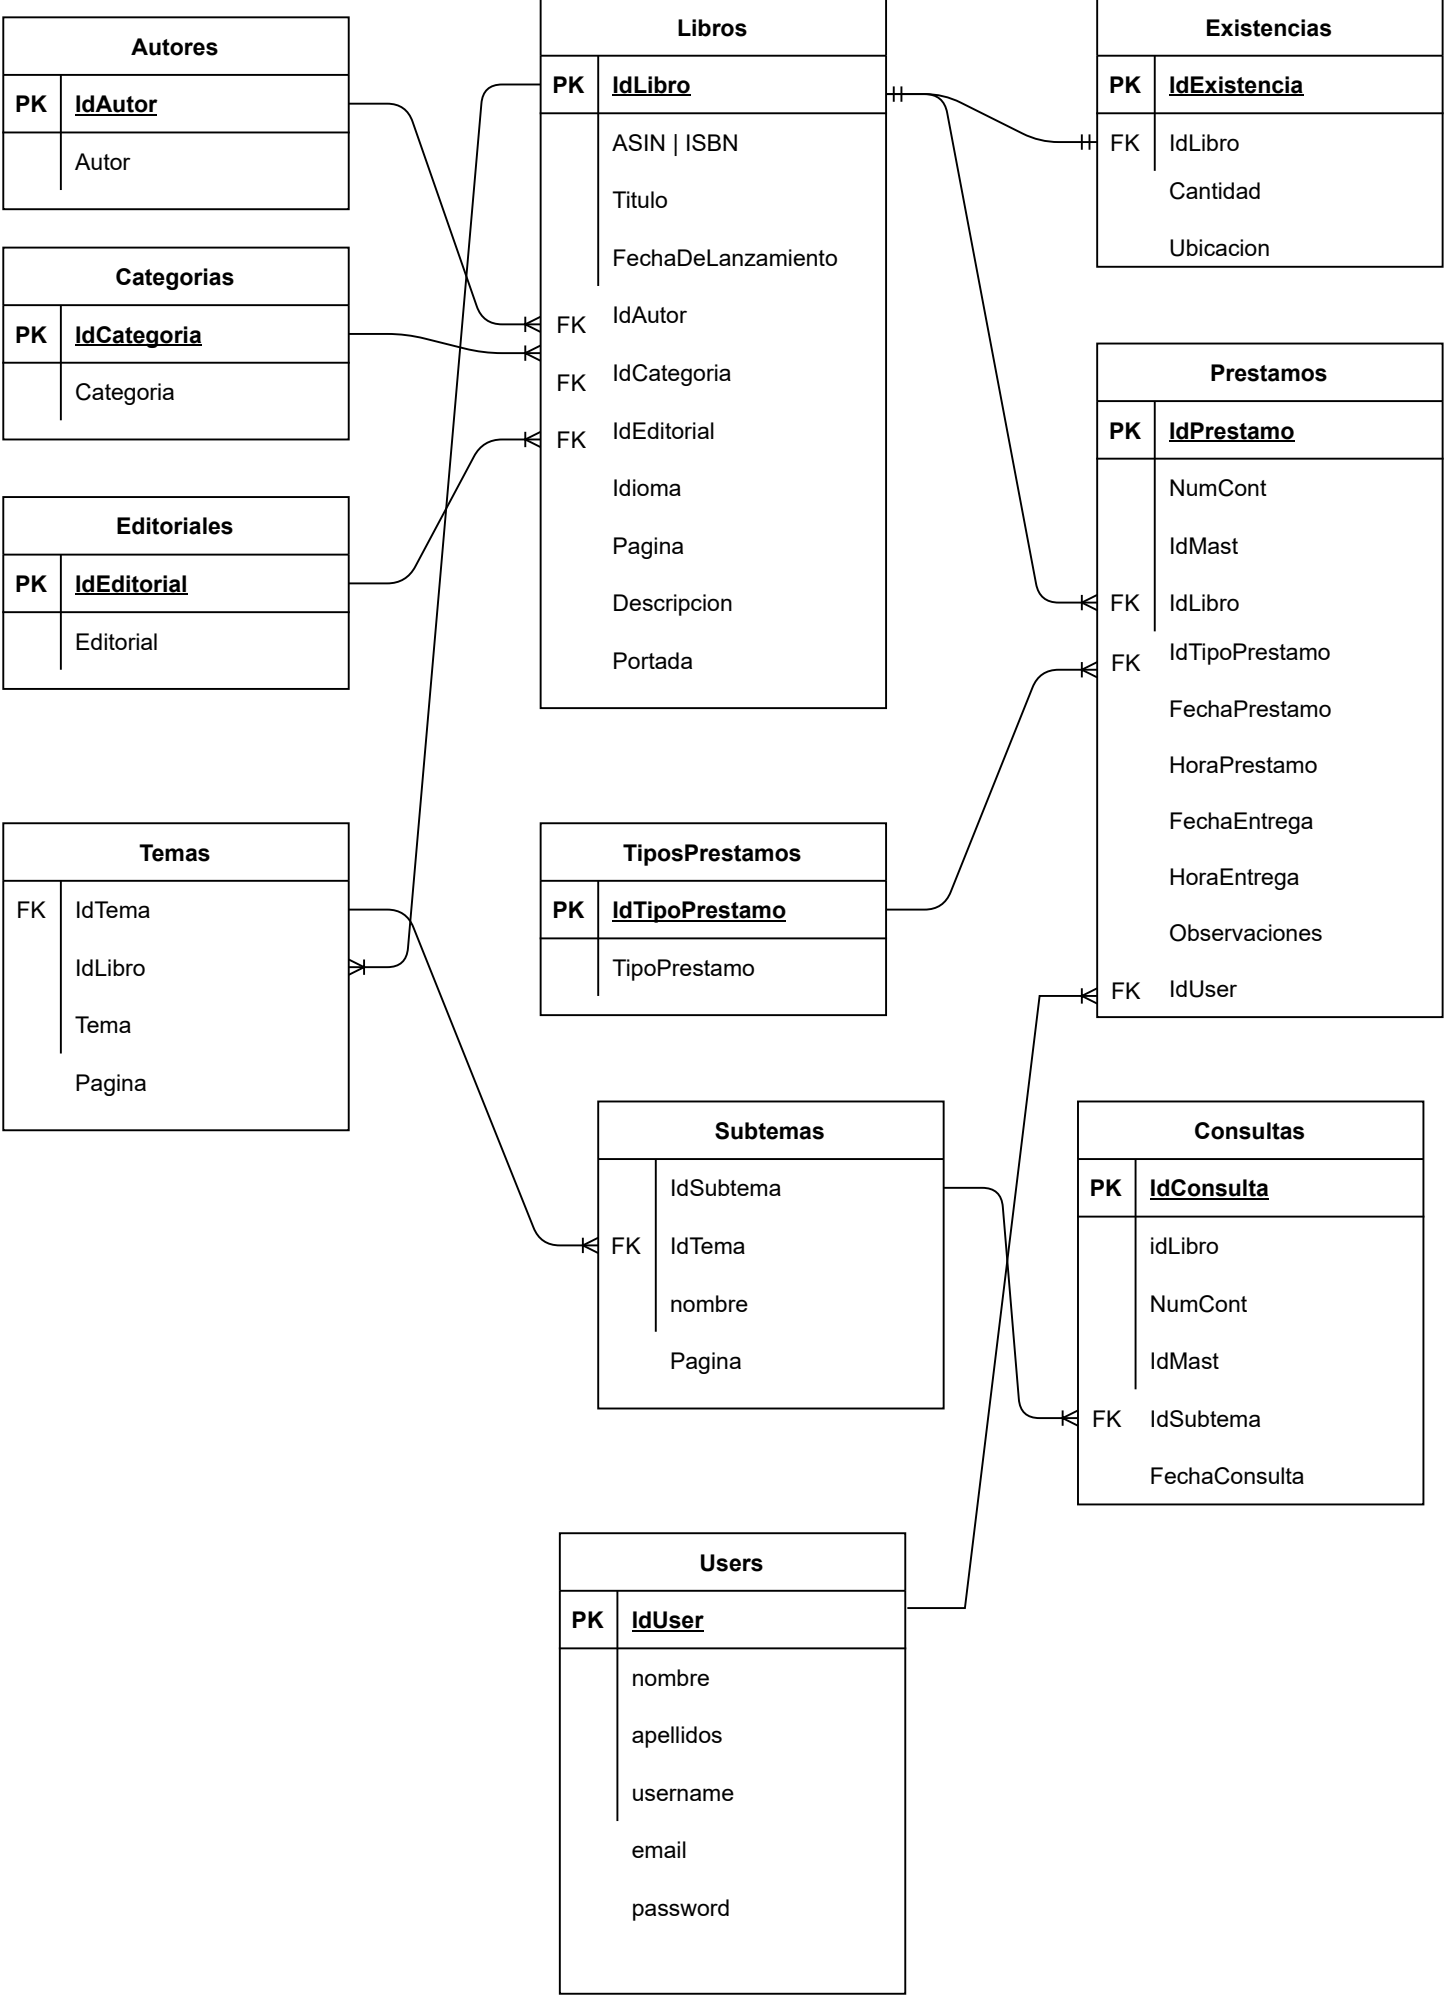 Autores
PK IdAutor
Autor
Categorias
PK IdCategoria
Categoria
Editoriales
PK IdEditorial
Editorial
Temas
FK IdTema
IdLibro
Tema
Pagina
Libros
PK IdLibro
ASIN | ISBN
Titulo
FechaDeLanzamiento
FK IdAutor
FK IdCategoria
FK IdEditorial
Idioma
Pagina
Descripcion
Portada
TiposPrestamos
PK IdTipoPrestamo
TipoPrestamo
Subtemas
IdSubtema
FK IdTema
nombre
Pagina
Users
PK IdUser
nombre
apellidos
username
email
password
Existencias
PK IdExistencia
FK IdLibro
Cantidad
Ubicacion
Prestamos
PK IdPrestamo
NumCont
IdMast
FK IdLibro
FK IdTipoPrestamo
FechaPrestamo
HoraPrestamo
FechaEntrega
HoraEntrega
Observaciones
FK IdUser
Consultas
PK IdConsulta
idLibro
NumCont
IdMast
FK IdSubtema
FechaConsulta